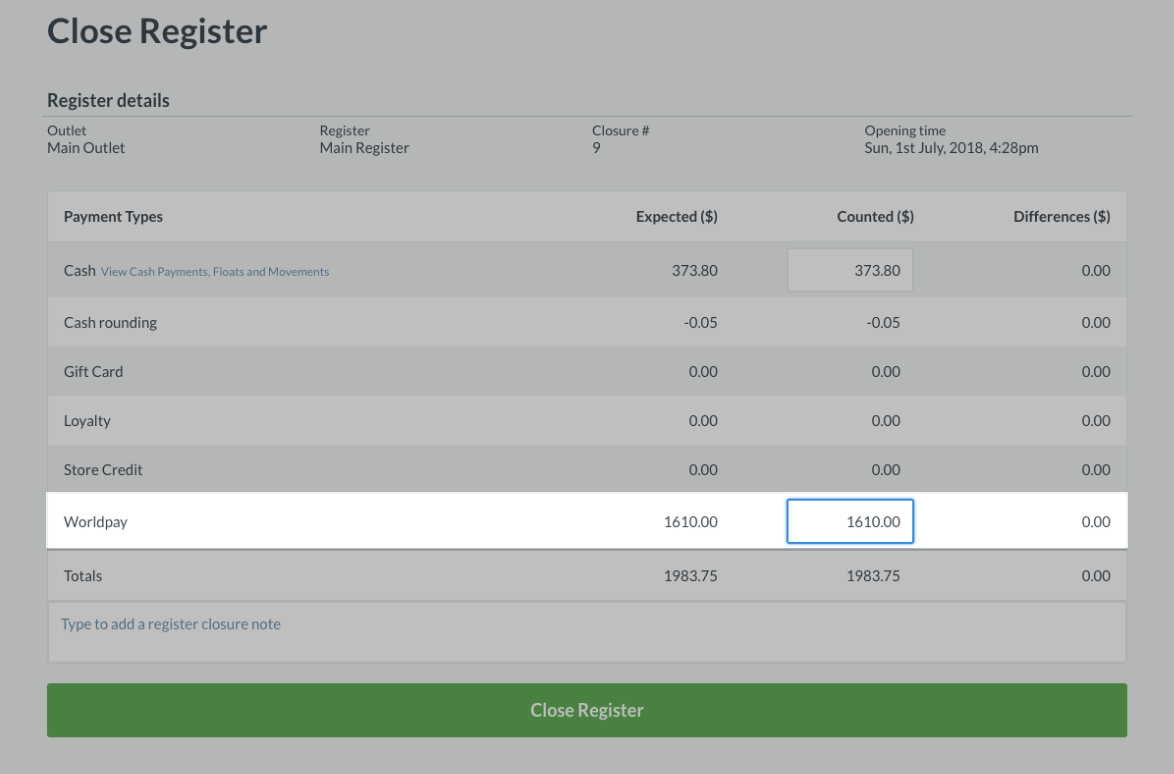 Close Register
Register details
Outlet Register Closure # Opening time
Main Outlet Main Register 9 Sun, 1st July, 2018, 4:28pm
Payment Types Expected ($) Counted ($) Differences ($)
Cash View Cash Payments, Floats and Movements 373.80 373.80 0.00
Cash rounding -0.05 -0.05 0.00
Gift Card 0.00 0.00 0.00
Loyalty 0.00 0.00 0.00
Store Credit 0.00 0.00 0.00
Worldpay 1610.00 1610.00 0.00
Totals 1983.75 1983.75 0.00
Type to add a register closure note
Close Register